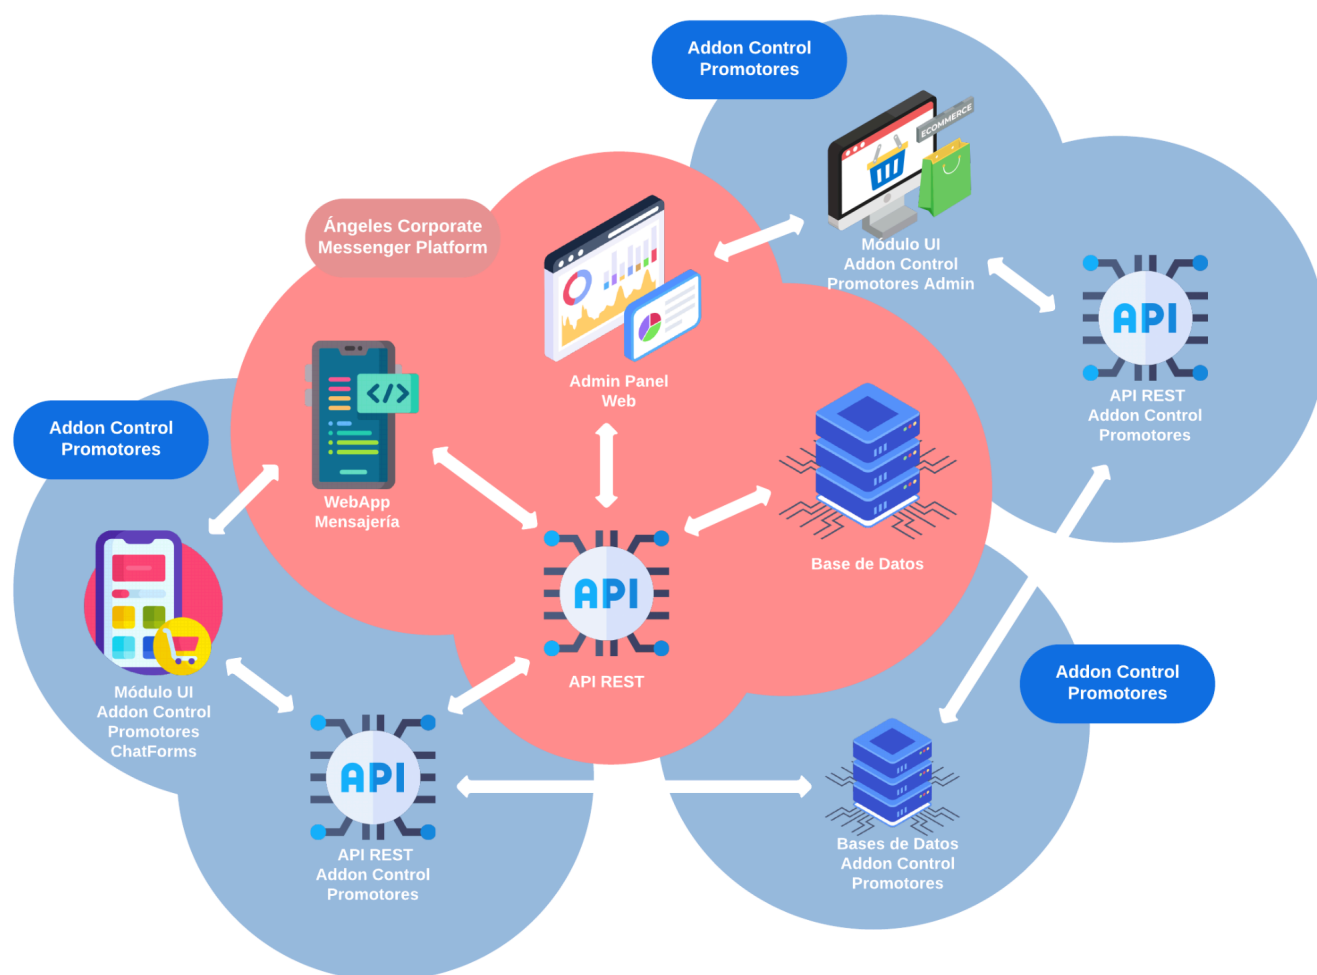 Addon Control
Promotores
ECOMMERCE
Módulo UI
Addon Control
Promotores Admin
Ángeles Corporate
Messenger Platform
API
API REST
Addon Control
Promotores
Admin Panel
Web
Addon Control
Promotores
</>
WebApp
Mensajería
Base de Datos
API
API REST
Módulo UI
Addon Control
Promotores
ChatForms
Addon Control
Promotores
API
API REST
Addon Control
Promotores
Bases de Datos
Addon Control
Promotores